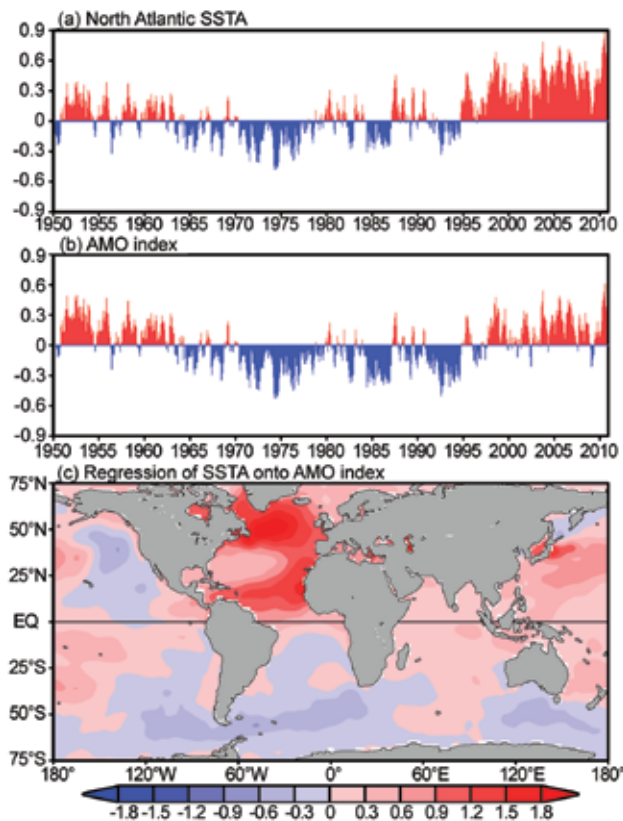 (a) North Atlantic SSTA
0.9
0.6
0.3
0
-0.3
-0.6
-0.9
1950 1955 1960 1965 1970 1975 1980 1985 1990 1995 2000 2005 2010
(b) AMO index
0.9
0.6
0.3
0
-0.3
-0.6
-0.9
1950 1955 1960 1965 1970 1975 1980 1985 1990 1995 2000 2005 2010
(c) Regression of SSTA onto AMO index
75°N
50°N
25°N
EQ
25°S
50°S
75°S
180° 120°W 60°W 0° 60°E 120°E 180°
-1.8 -1.5 -1.2 -0.9 -0.6 -0.3 0 0.3 0.6 0.9 1.2 1.5 1.8